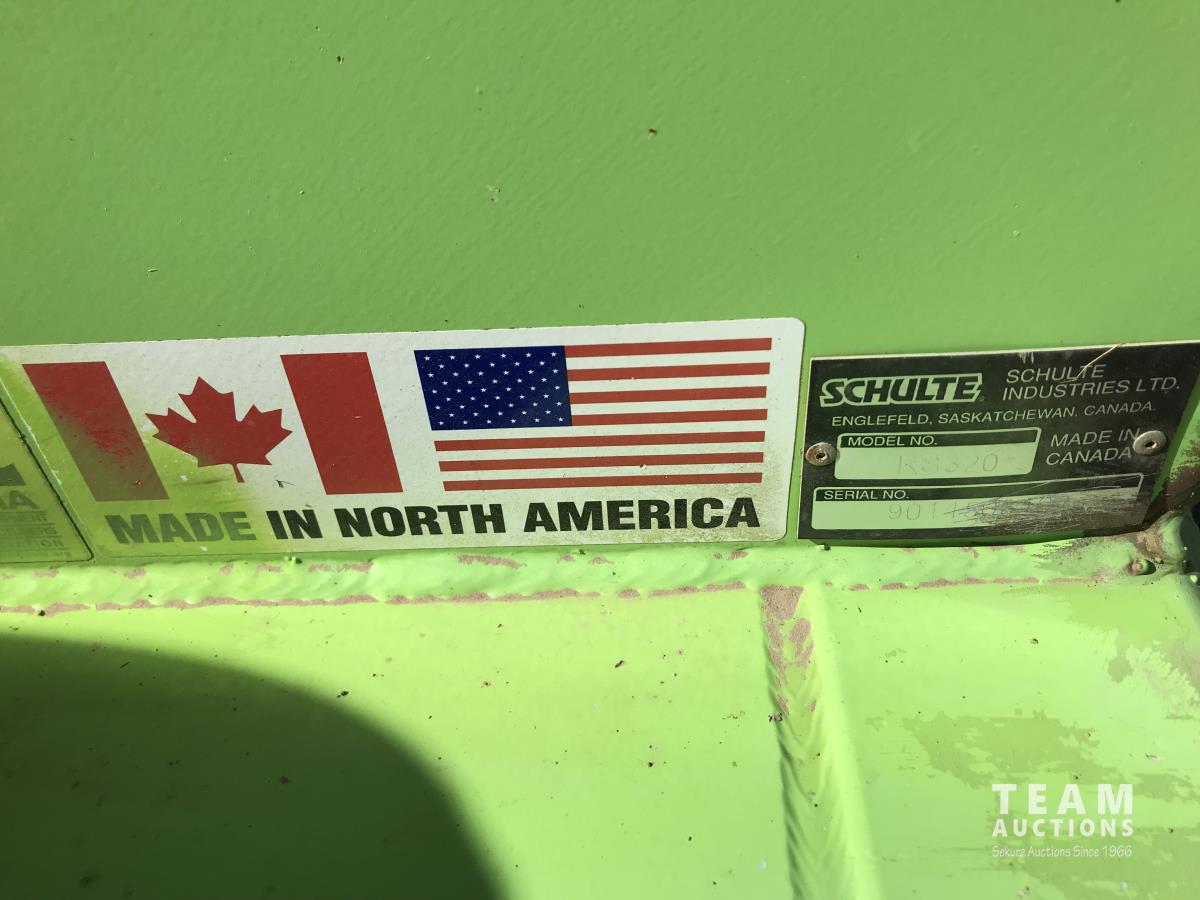 MADE IN NORTH AMERICA
SCHULTE
SCHULTE
INDUSTRIES LTD.
ENGLEFELD, SASKATCHEWAN, CANADA.
MODEL NO.
MADE IN
CANADA
SERIAL NO.
TEAM
AUCTIONS
Sekura Auctions Since 1966